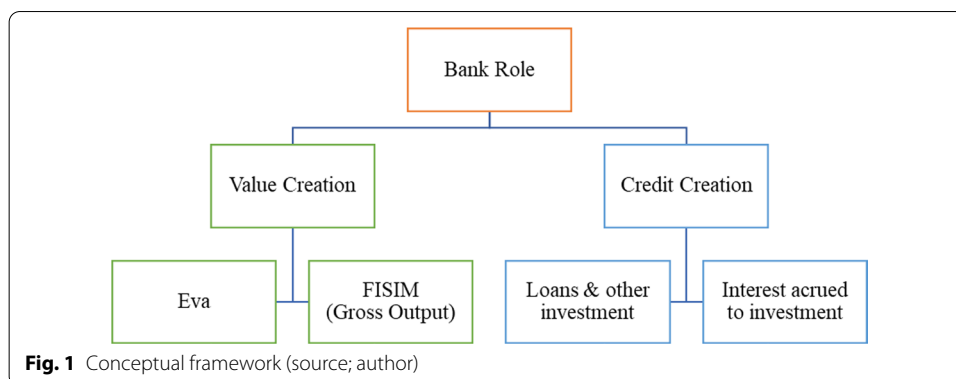 Bank Role
Value Creation
Credit Creation
Eva
FISIM
(Gross Output)
Loans & other
investment
Interest accrued
to investment
Fig. 1 Conceptual framework (source; author)